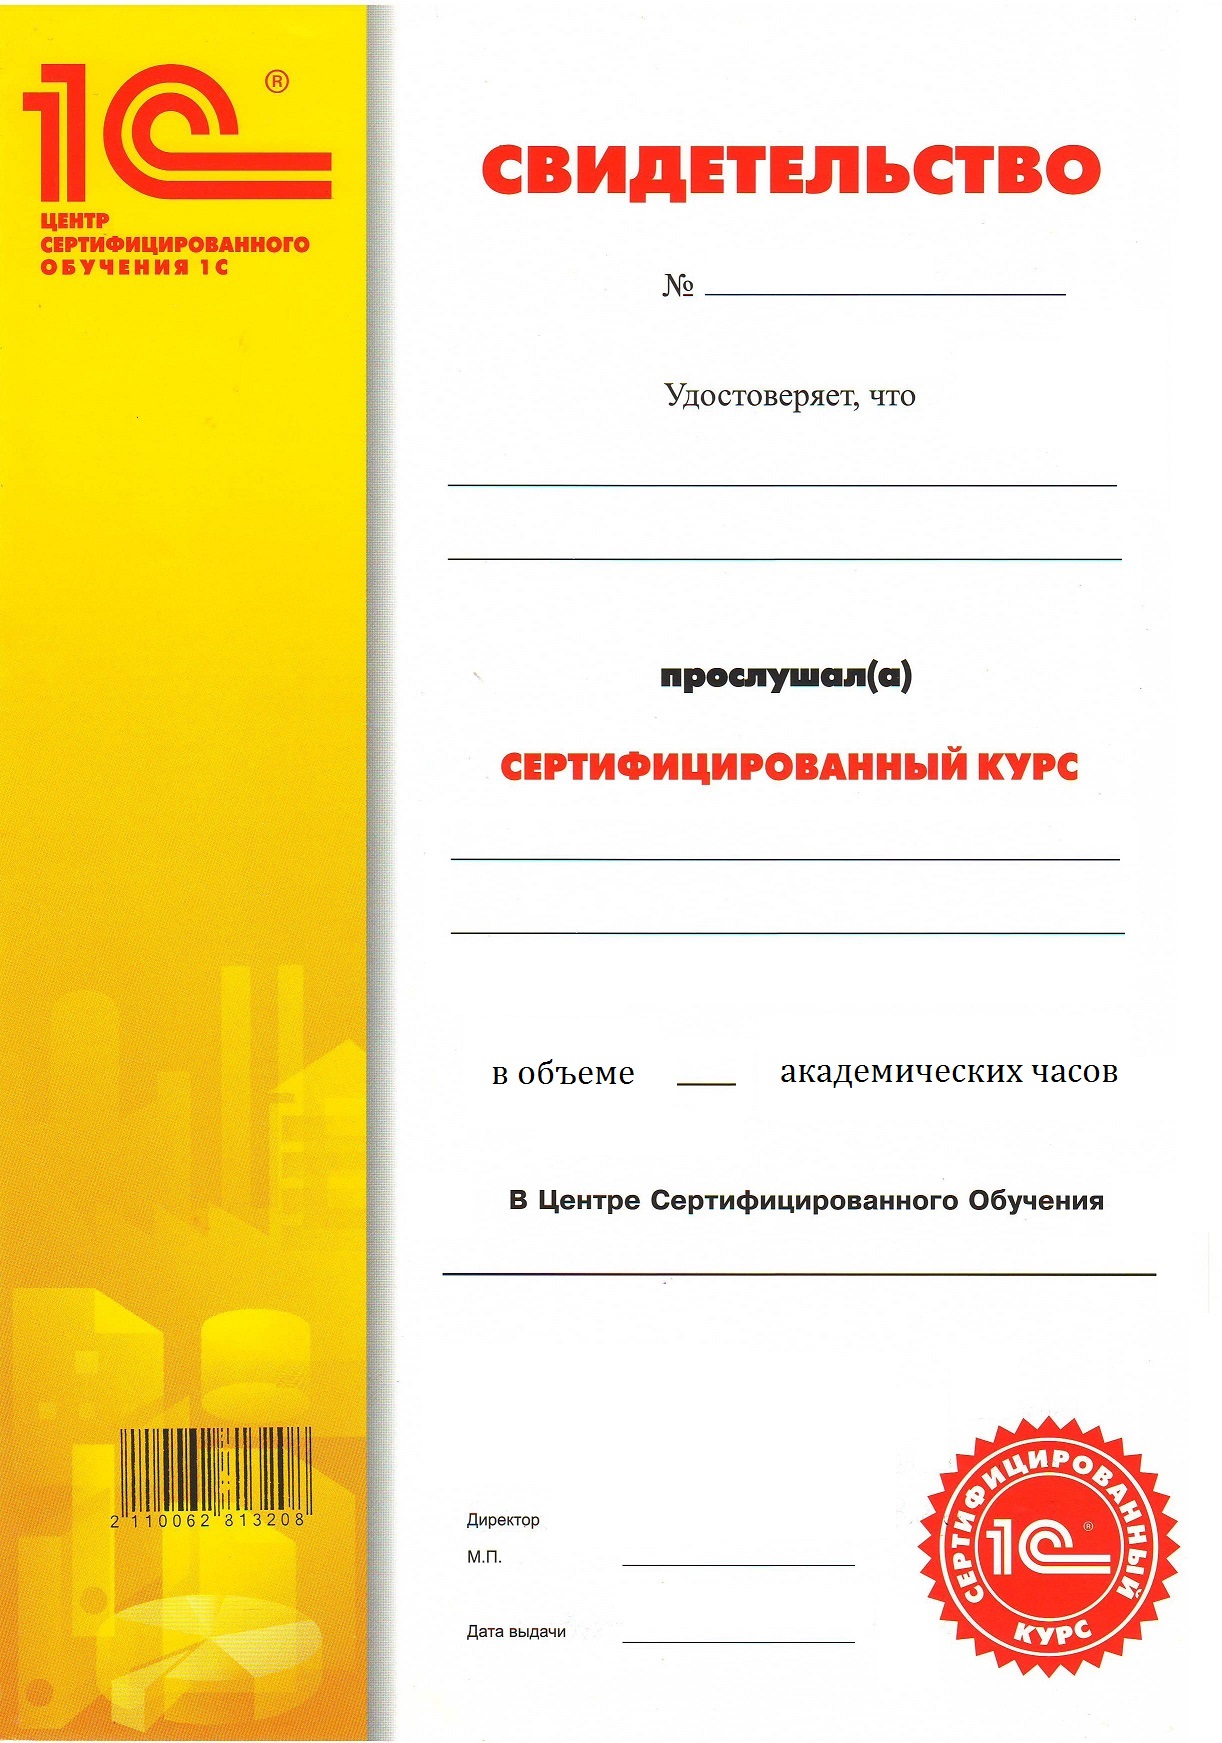 1С®
ЦЕНТР
СЕРТИФИЦИРОВАННОГО
ОБУЧЕНИЯ 1С
СВИДЕТЕЛЬСТВО
№
Удостоверяет, что
прослушал(а)
СЕРТИФИЦИРОВАННЫЙ КУРС
в объеме академических часов
В Центре Сертифицированного Обучения
2 110062 813208
Директор
М.П.
Дата выдачи
СЕРТИФИЦИРОВАННЫЙ
1С®
КУРС